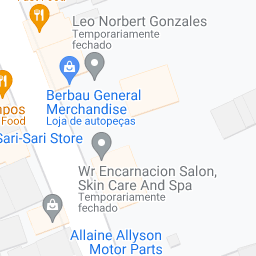 Leo Norbert Gonzales
Temporariamente
fechado
Food
Berbau General
Merchandise
Loja de autopeças
Food
Sari-Sari Store
Wr Encarnacion Salon,
Skin Care And Spa
Temporariamente
fechado
Allaine Allyson
Motor Parts